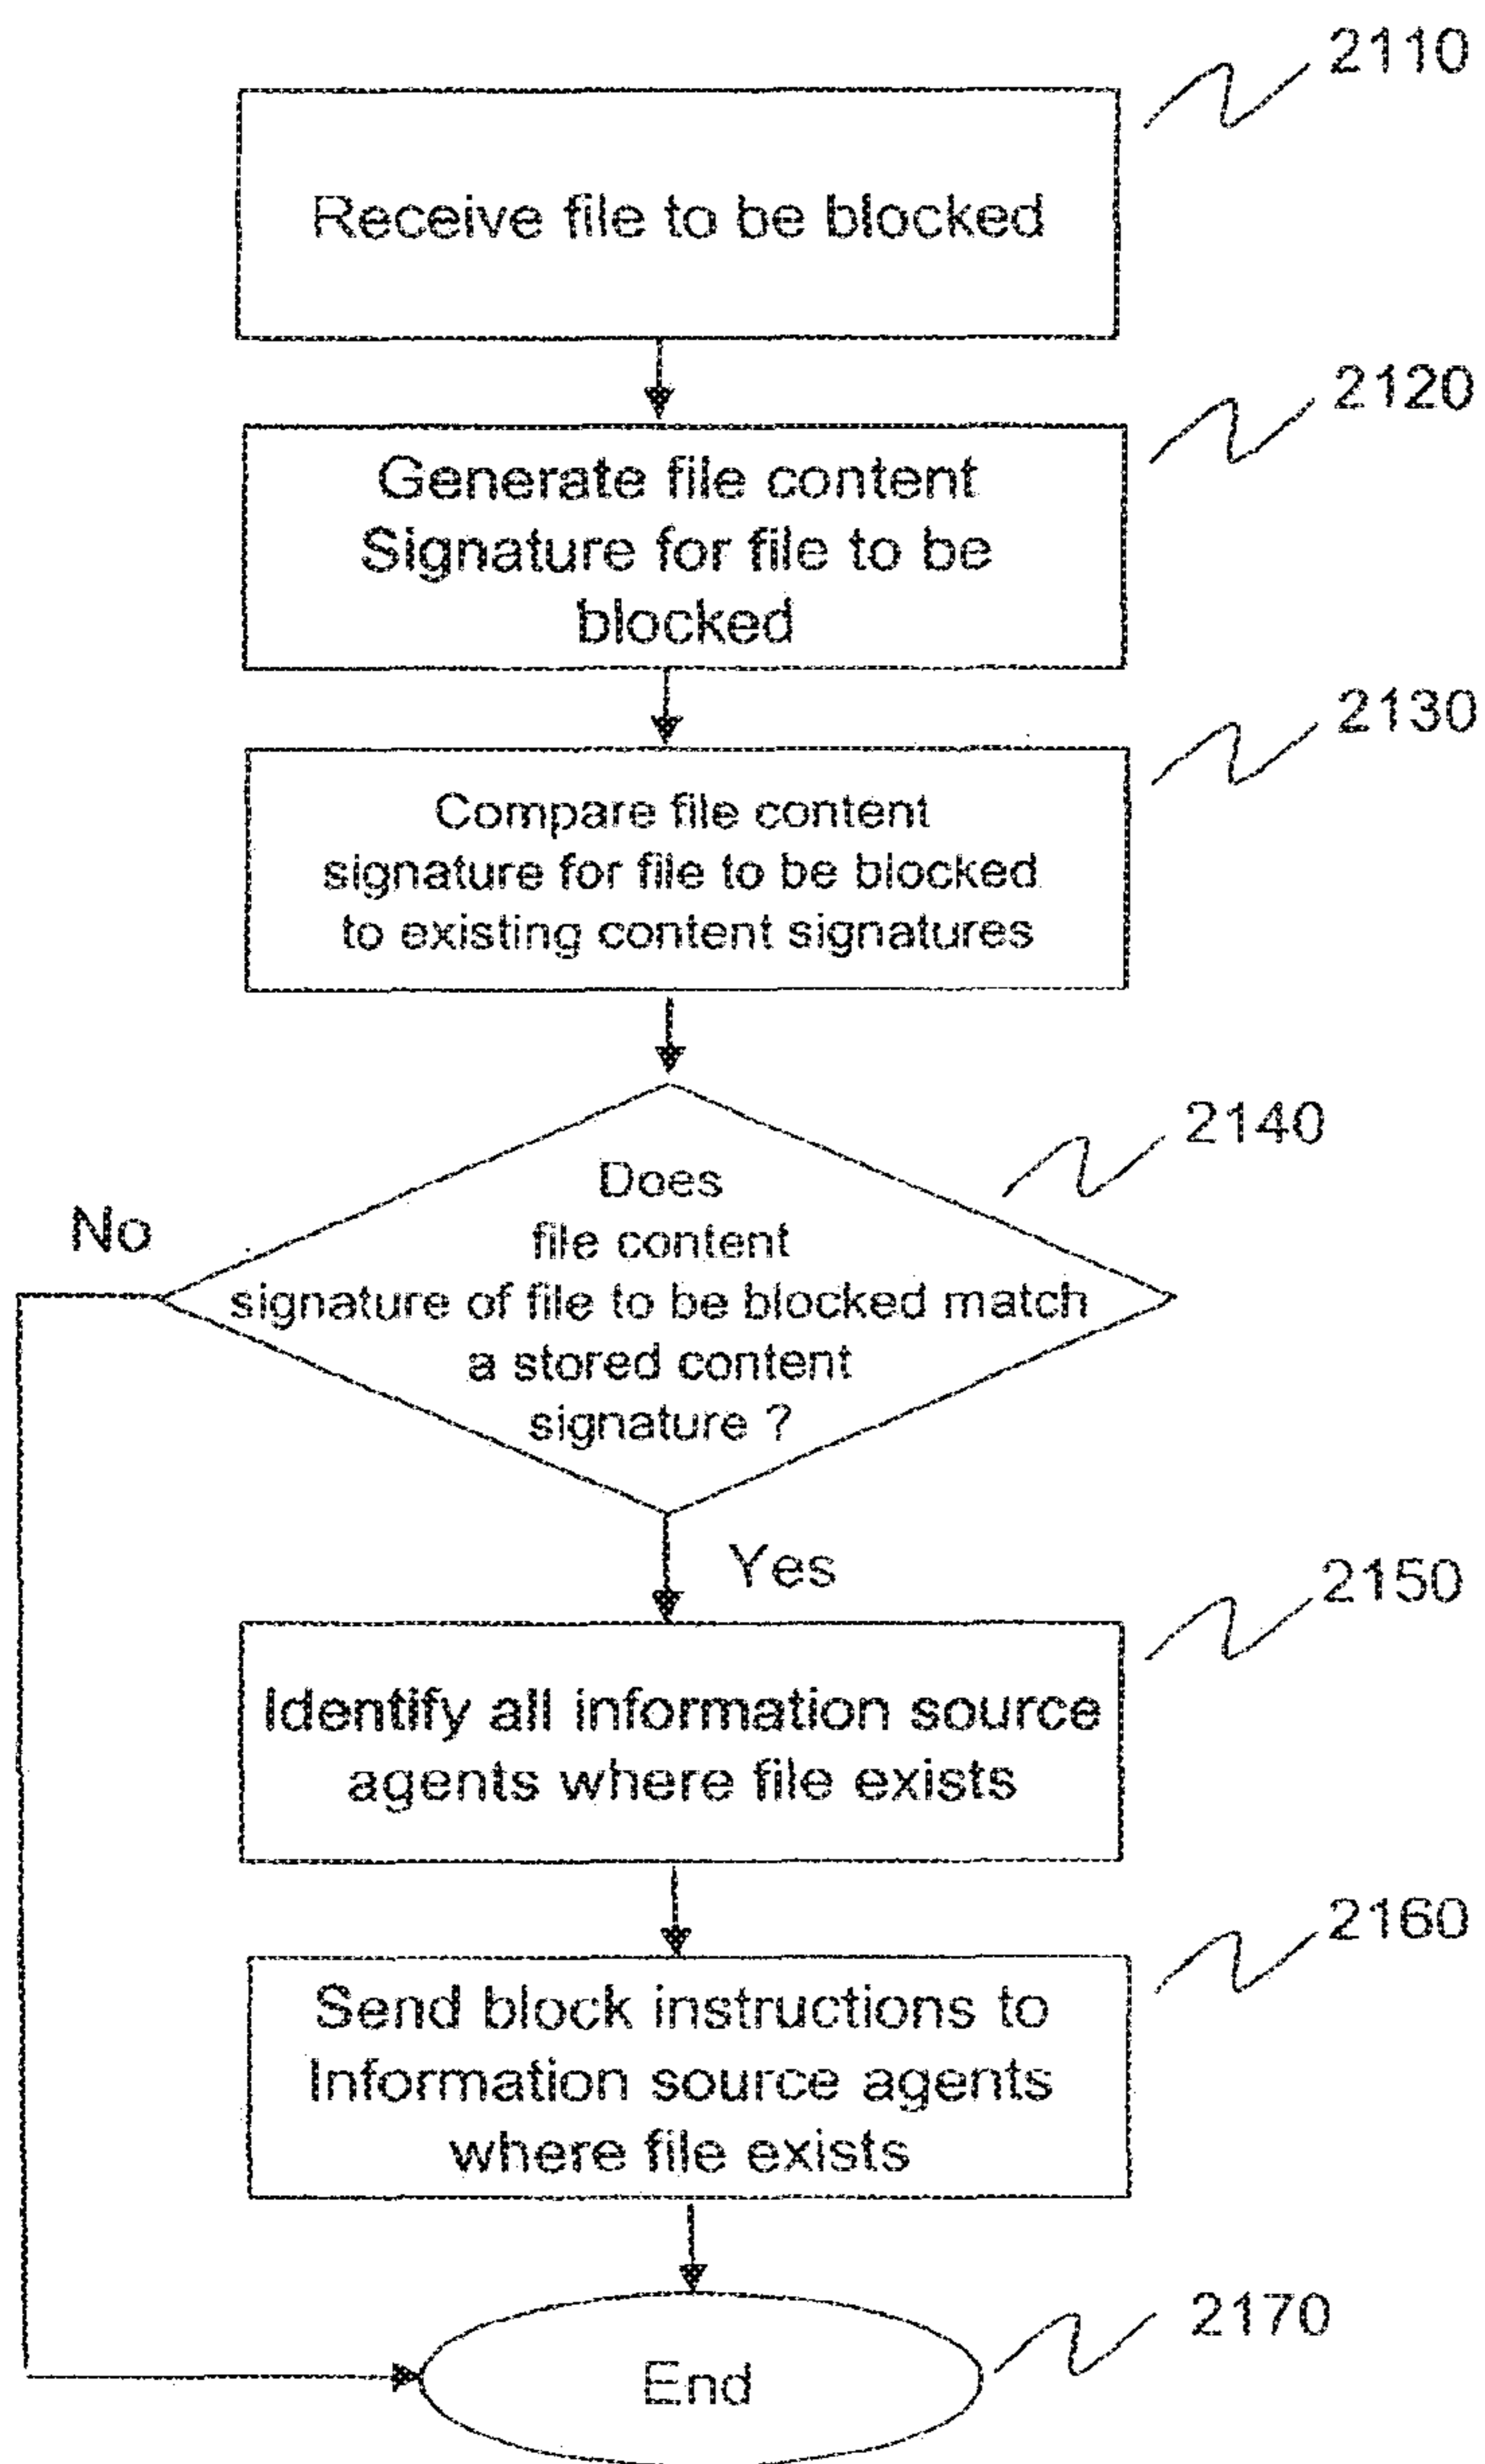 2110
Receive file to be blocked
2120
Generate file content
Signature for file to be
blocked
2130
Compare file content
signature for file to be blocked
to existing content signatures
2140
Does
file content
signature of file to be blocked match
a stored content
signature ?
No
Yes
2150
Identify all information source
agents where file exists
2160
Send block instructions to
Information source agents
where file exists
2170
End